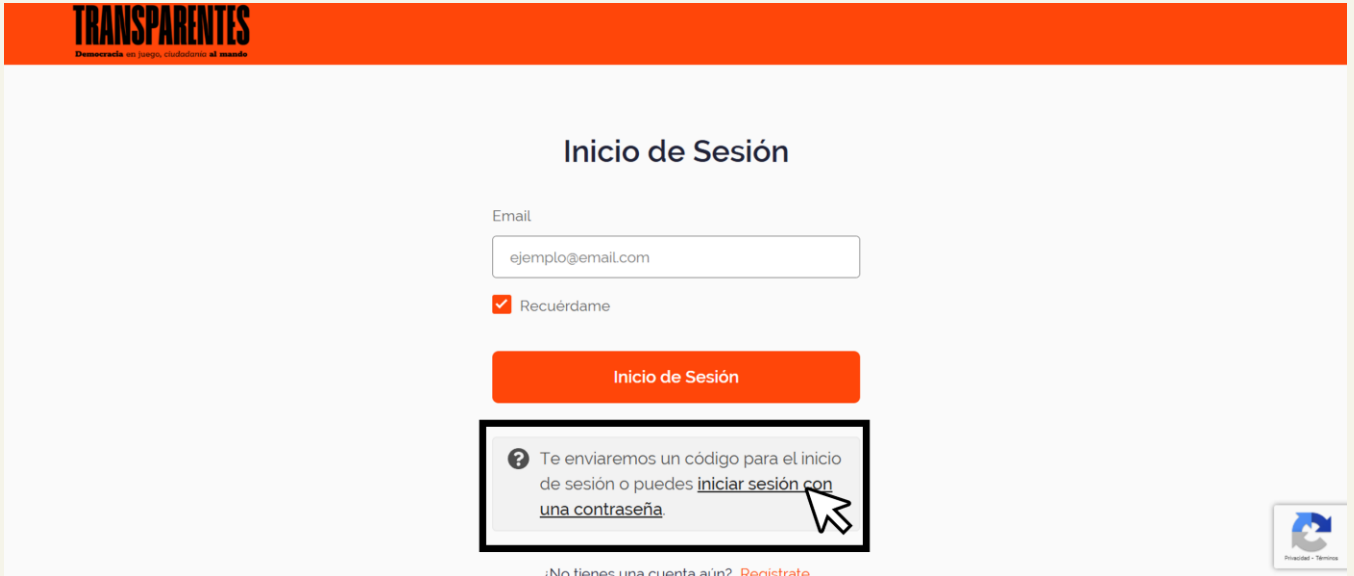 TRANSPARENTES
Democracia en juego, ciudadanía al mando
Inicio de Sesión
Email
ejemplo@email.com
Recuérdame
Inicio de Sesión
Te enviaremos un código para el inicio
de sesión o puedes iniciar sesión con
una contraseña.
¿No tienes una cuenta aún? Regístrate
Privacidad - Términos